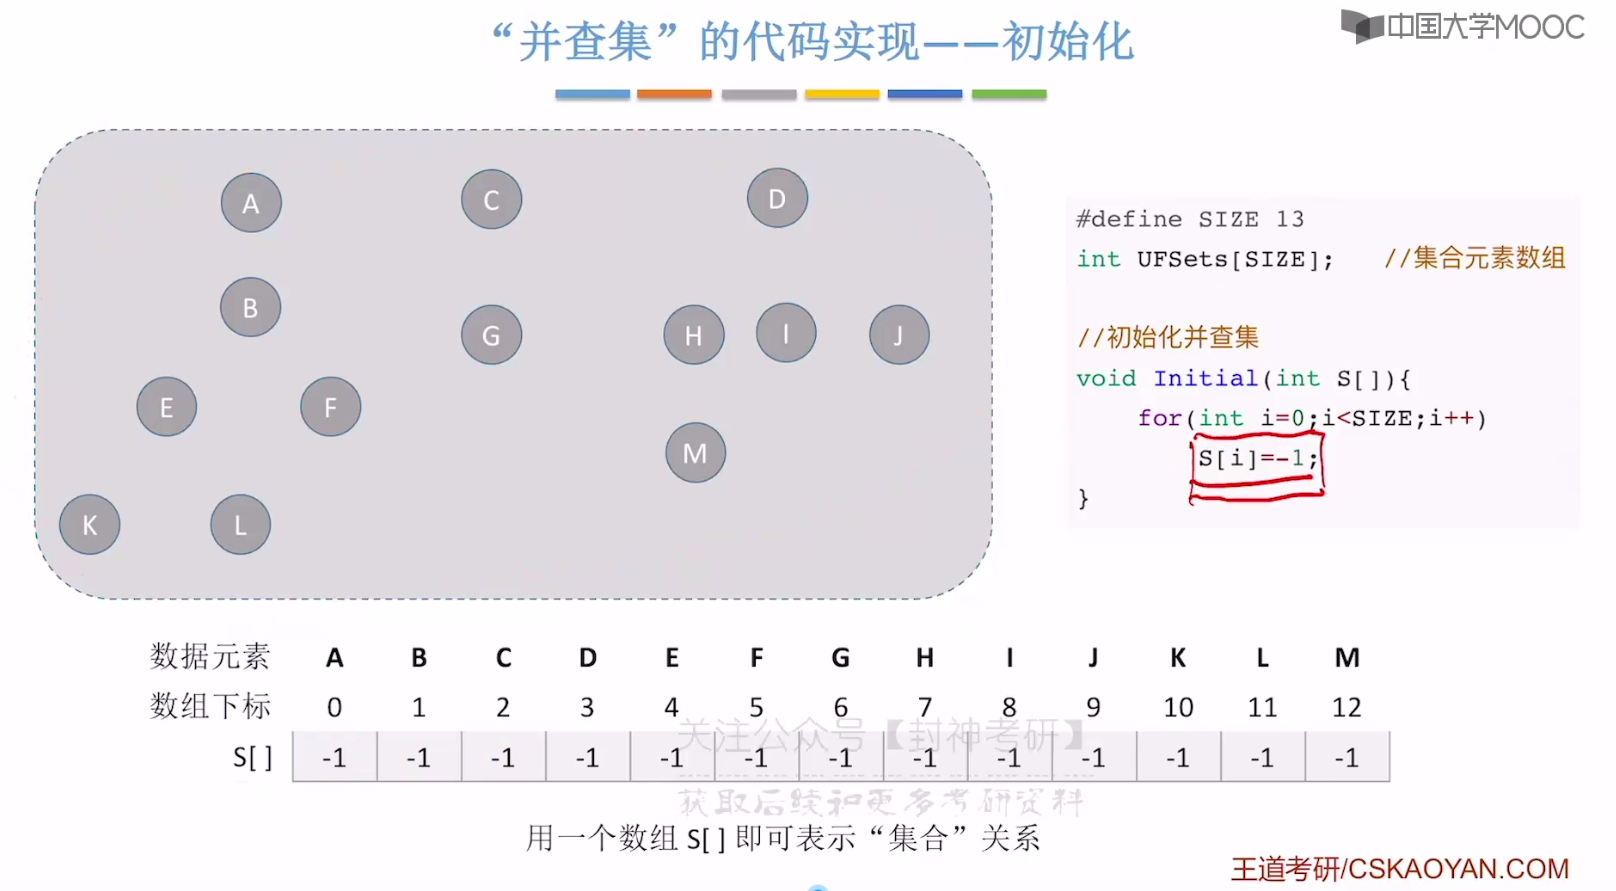 “并查集”的代码实现——初始化
中国大学MOOC
A
C
D
B
G
H
I
J
E
F
M
K
L
#define SIZE 13
int UFSets[SIZE]; //集合元素数组
//初始化并查集
void Initial(int S[]){
for(int i=0;i<SIZE;i++)
S[i]=-1;
}
数据元素 A B C D E F G H I J K L M
数组下标 0 1 2 3 4 5 6 7 8 9 10 11 12
关注公众号【封神考研】
S[ ] -1 -1 -1 -1 -1 -1 -1 -1 -1 -1 -1 -1 -1
获取后续和更多考研资料
用一个数组 S[ ] 即可表示“集合”关系
王道考研/CSKAOYAN.COM